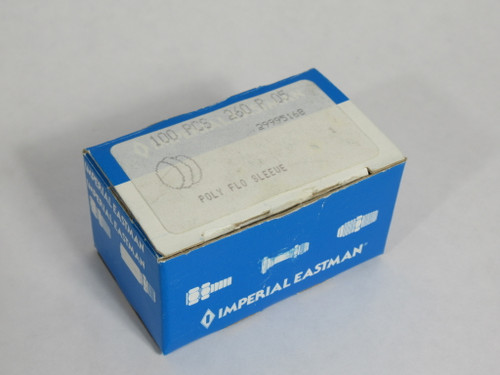 100 PCS 260 P 05
29995168
POLY FLO SLEEVE
IMPERIAL EASTMAN
IMPERIAL EASTMAN
IMPERIAL EASTMAN